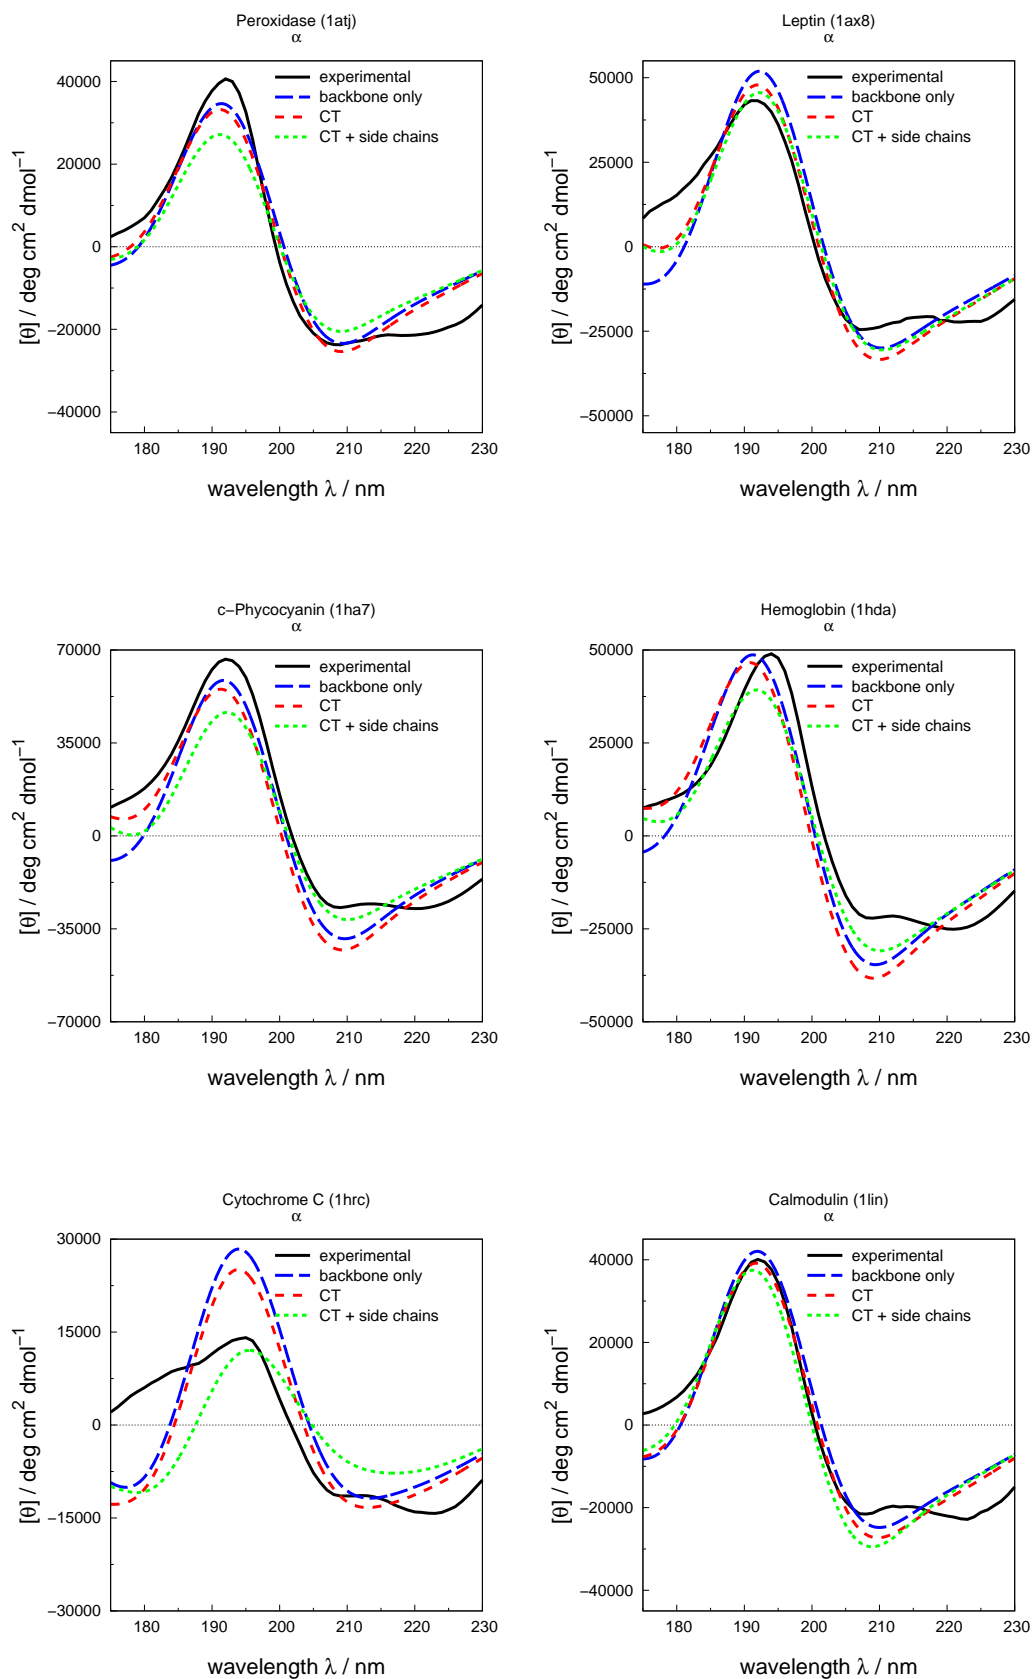 Peroxidase (1atj)
α
experimental
backbone only
CT
CT + side chains
40000
20000
0
−20000
−40000
[θ] / deg cm² dmol⁻¹
180 190 200 210 220 230
wavelength λ / nm
Leptin (1ax8)
α
experimental
backbone only
CT
CT + side chains
50000
25000
0
−25000
−50000
[θ] / deg cm² dmol⁻¹
180 190 200 210 220 230
wavelength λ / nm
c−Phycocyanin (1ha7)
α
experimental
backbone only
CT
CT + side chains
70000
35000
0
−35000
−70000
[θ] / deg cm² dmol⁻¹
180 190 200 210 220 230
wavelength λ / nm
Hemoglobin (1hda)
α
experimental
backbone only
CT
CT + side chains
50000
25000
0
−25000
−50000
[θ] / deg cm² dmol⁻¹
180 190 200 210 220 230
wavelength λ / nm
Cytochrome C (1hrc)
α
experimental
backbone only
CT
CT + side chains
30000
15000
0
−15000
−30000
[θ] / deg cm² dmol⁻¹
180 190 200 210 220 230
wavelength λ / nm
Calmodulin (1lin)
α
experimental
backbone only
CT
CT + side chains
40000
20000
0
−20000
−40000
[θ] / deg cm² dmol⁻¹
180 190 200 210 220 230
wavelength λ / nm